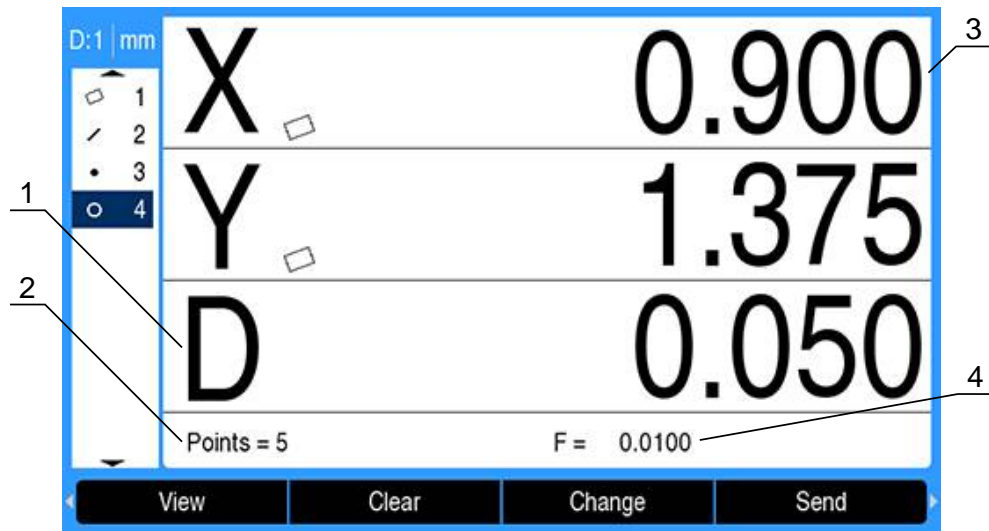 D:1 mm
1
2
3
4
X 0.900
Y 1.375
D 0.050
Points = 5 F = 0.0100
View Clear Change Send
1
2
3
4